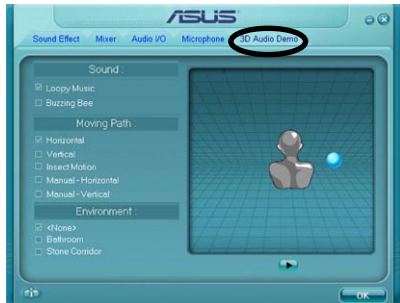 ASUS
Sound Effect Mixer Audio I/O Microphone 3D Audio Demo
Sound :
Loopy Music
Buzzing Bee
Moving Path :
Horizontal
Vertical
Insect Motion
Manual - Horizontal
Manual - Vertical
Environment :
<None>
Bathroom
Stone Corridor
OK